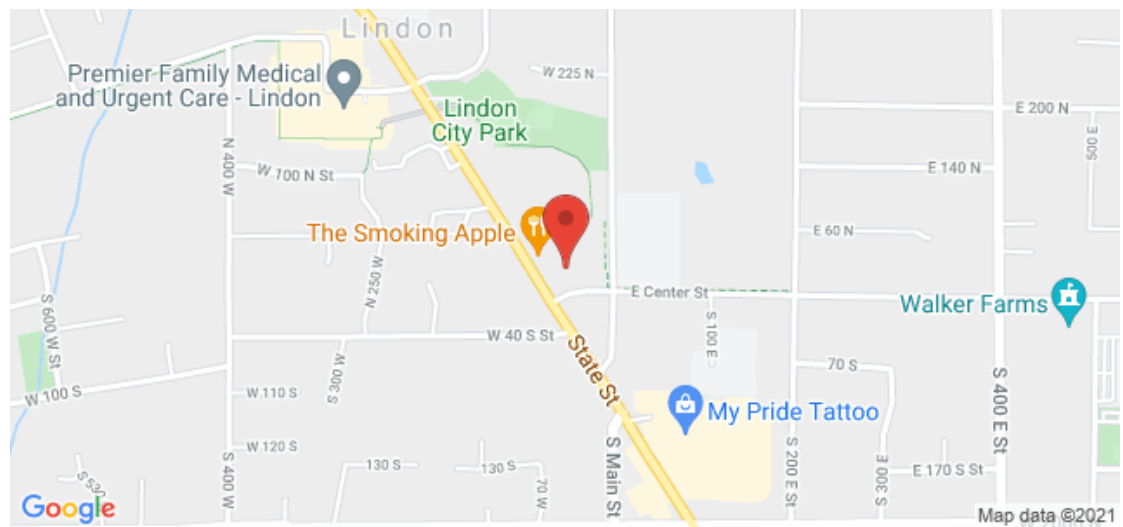 Lindon
Premier Family Medical
and Urgent Care - Lindon
W 225 N
Lindon
City Park
E 200 N
500 E
N 400 W
W 100 N St
E 140 N
The Smoking Apple
E 60 N
N 250 W
E Center St
Walker Farms
S 600 W St
W 40 S St
S 100 E
State St
S 300 W
70 S
W 100 S
W 110 S
S 400 E St
My Pride Tattoo
W 120 S
S 400 W
130 S
130 S
70 W
S Main St
S 200 E St
S 300 E
E 170 S St
S 530
Google
Map data ©2021